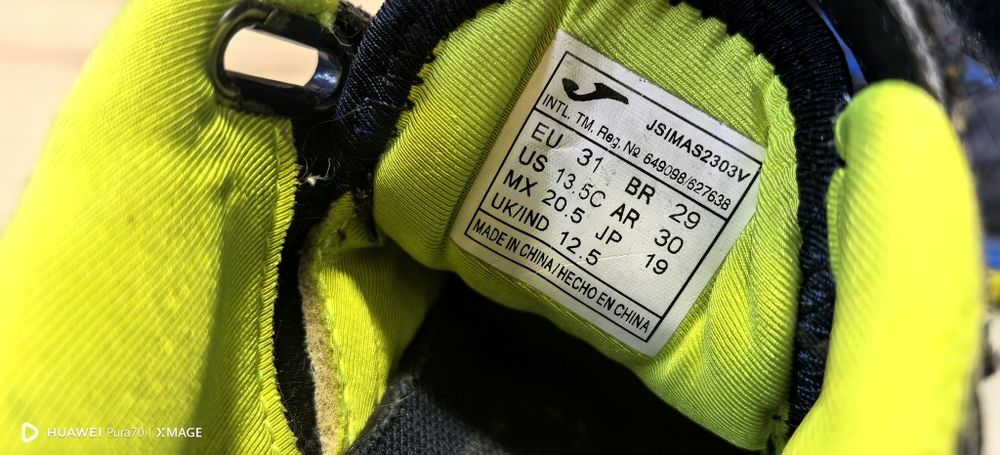 JSIMAS2303V
INTL. TM. Reg. № 649098/627638
EU 31 BR 29
US 13.5C AR 30
MX 20.5 JP 19
UK/IND 12.5
MADE IN CHINA/HECHO EN CHINA
HUAWEI Pura70 | XMAGE